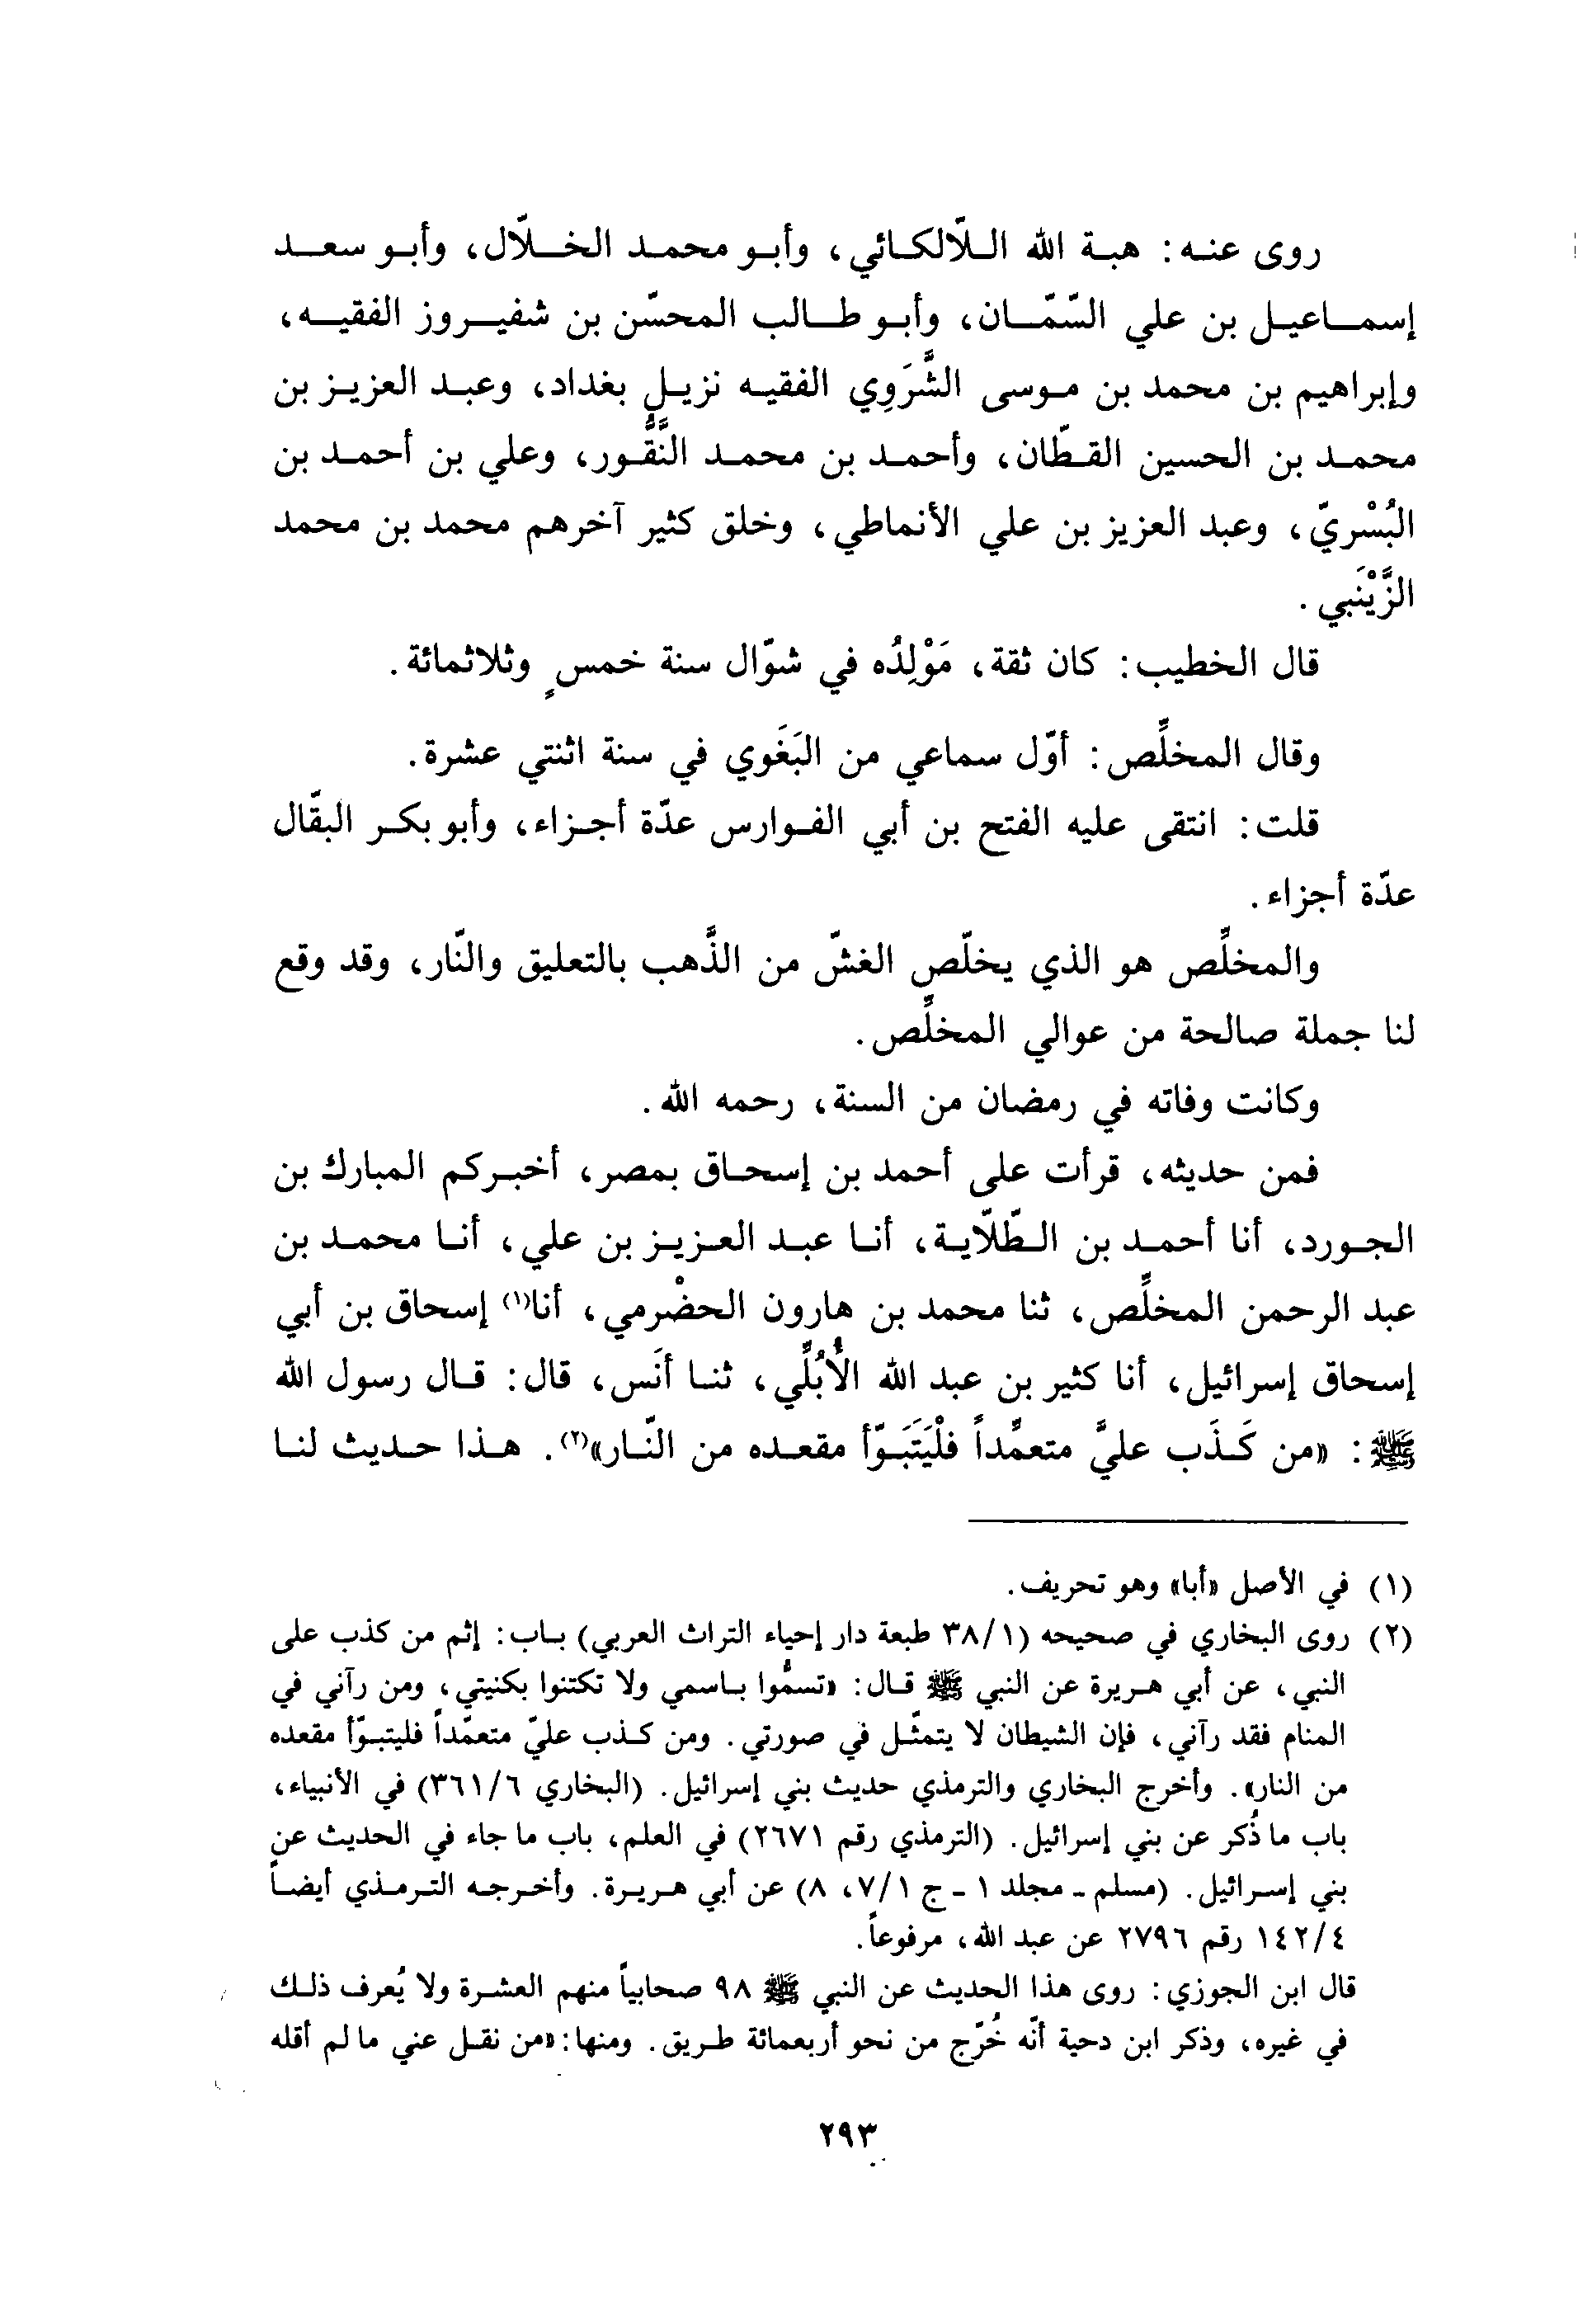 روى عنه: هبة الله اللّالكائي، وأبو محمد الخلّال، وأبو سعد
إسماعيل بن علي السّمّان، وأبو طالب المحسّن بن شفيروز الفقيه،
وإبراهيم بن محمد بن موسى الشَّرَوِي الفقيه نزيل بغداد، وعبد العزيز بن
محمد بن الحسين القطّان، وأحمد بن محمد النَّقُّور، وعلي بن أحمد بن
البُسْريّ، وعبد العزيز بن علي الأنماطي، وخلق كثير آخرهم محمد بن محمد
الزَّيْنَبي.
قال الخطيب: كان ثقة، مَوْلِدُه في شوّال سنة خمسٍ وثلاثمائة.
وقال المخلِّص: أوّل سماعي من البَغَوي في سنة اثنتي عشرة.
قلت: انتقى عليه الفتح بن أبي الفوارس عدّة أجزاء، وأبو بكر البقّال
عدّة أجزاء.
والمخلِّص هو الذي يخلّص الغشّ من الذَّهب بالتعليق والنّار، وقد وقع
لنا جملة صالحة من عوالي المخلِّص.
وكانت وفاته في رمضان من السنة، رحمه الله.
فمن حديثه، قرأت على أحمد بن إسحاق بمصر، أخبركم المبارك بن
الجورد، أنا أحمد بن الطّلّاية، أنا عبد العزيز بن علي، أنا محمد بن
عبد الرحمن المخلِّص، ثنا محمد بن هارون الحضْرمي، أنا(١) إسحاق بن أبي
إسحاق إسرائيل، أنا كثير بن عبد الله الأُبُلِّي، ثنا أنَس، قال: قال رسول الله
ﷺ: «من كَذَب عليَّ متعمِّداً فلْيَتَبَوّأ مقعده من النّار»(٢). هذا حديث لنا
(١) في الأصل «أبا» وهو تحريف.
(٢) روى البخاري في صحيحه (٣٨/١ طبعة دار إحياء التراث العربي) باب: إثم من كذب على
النبي، عن أبي هريرة عن النبي ﷺ قال: «تسمُّوا باسمي ولا تكتنوا بكنيتي، ومن رآني في
المنام فقد رآني، فإن الشيطان لا يتمثّل في صورتي. ومن كذب عليّ متعمّداً فليتبوّأ مقعده
من النار». وأخرج البخاري والترمذي حديث بني إسرائيل. (البخاري ٣٦١/٦) في الأنبياء،
باب ما ذُكر عن بني إسرائيل. (الترمذي رقم ٢٦٧١) في العلم، باب ما جاء في الحديث عن
بني إسرائيل. (مسلم ـ مجلد ١ ـ ج ٧/١، ٨) عن أبي هريرة. وأخرجه الترمذي أيضاً
١٤٢/٤ رقم ٢٧٩٦ عن عبد الله، مرفوعاً.
قال ابن الجوزي: روى هذا الحديث عن النبي ﷺ ٩٨ صحابياً منهم العشرة ولا يُعرف ذلك
في غيره، وذكر ابن دحية أنّه خُرّج من نحو أربعمائة طريق. ومنها: «من نقل عني ما لم أقله
٢٩٣